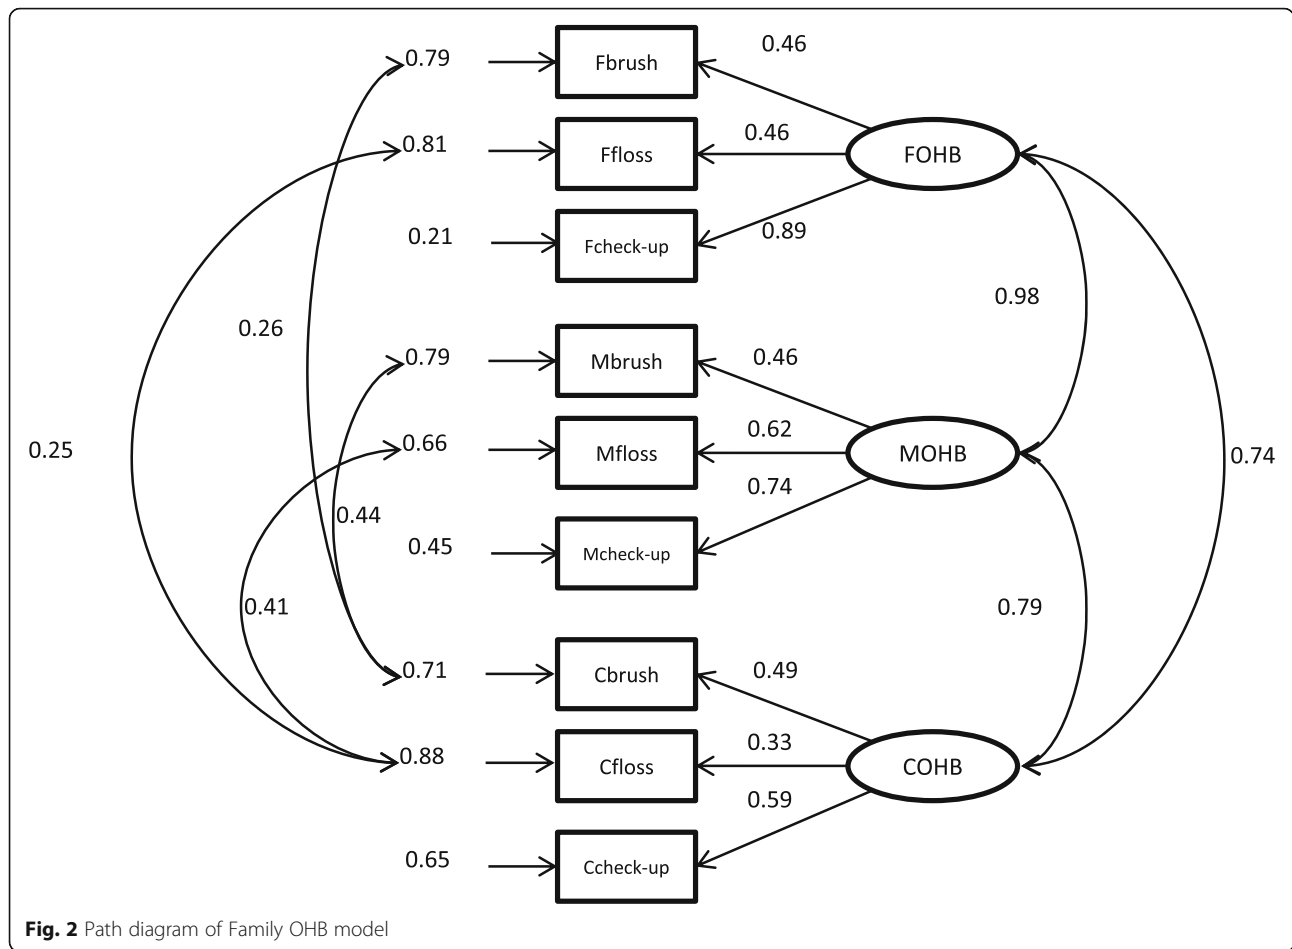 0.79
Fbrush
0.46
0.81
Ffloss
0.46
FOHB
0.21
Fcheck-up
0.89
0.98
0.26
0.79
Mbrush
0.46
0.25
0.66
Mfloss
0.62
MOHB
0.74
0.74
0.44
0.45
Mcheck-up
0.41
0.79
0.71
Cbrush
0.49
0.88
Cfloss
0.33
COHB
0.59
0.65
Ccheck-up
Fig. 2 Path diagram of Family OHB model